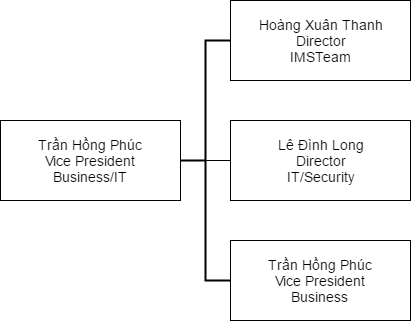 Trần Hồng Phúc
Vice President
Business/IT
Hoàng Xuân Thanh
Director
IMSTeam
Lê Đình Long
Director
IT/Security
Trần Hồng Phúc
Vice President
Business